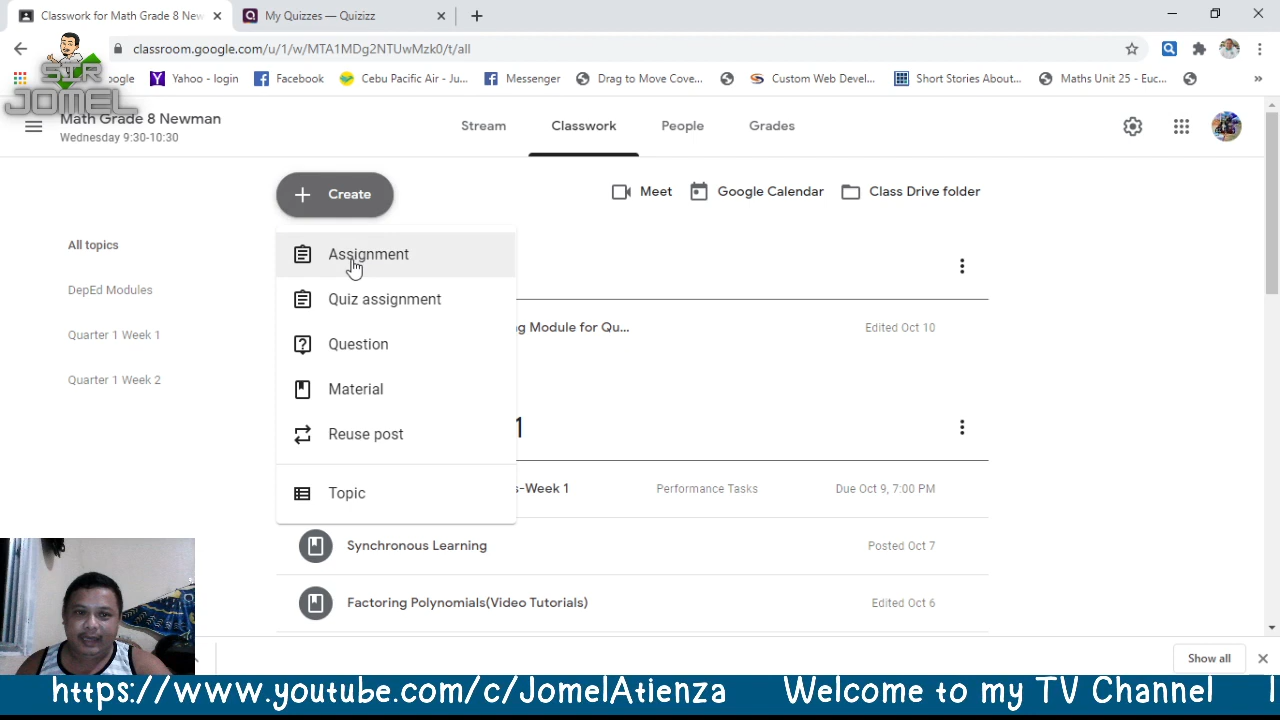 Classwork for Math Grade 8 New
My Quizzes — Quizizz
classroom.google.com/u/1/w/MTA1MDg2NTUwMzk0/t/all
ogle
Yahoo - login
Facebook
Cebu Pacific Air - Ju...
Messenger
Drag to Move Cove...
Custom Web Devel...
Short Stories About...
Maths Unit 25 - Euc...
SIR
JOMEL
Math Grade 8 Newman
Wednesday 9:30-10:30
Stream
Classwork
People
Grades
Create
Meet
Google Calendar
Class Drive folder
All topics
DepEd Modules
Quarter 1 Week 1
Quarter 1 Week 2
Assignment
Quiz assignment
Question
Material
Reuse post
Topic
g Module for Qu...
Edited Oct 10
1
s-Week 1
Performance Tasks
Due Oct 9, 7:00 PM
Synchronous Learning
Posted Oct 7
Factoring Polynomials(Video Tutorials)
Edited Oct 6
Show all
https://www.youtube.com/c/JomelAtienza
Welcome to my TV Channel